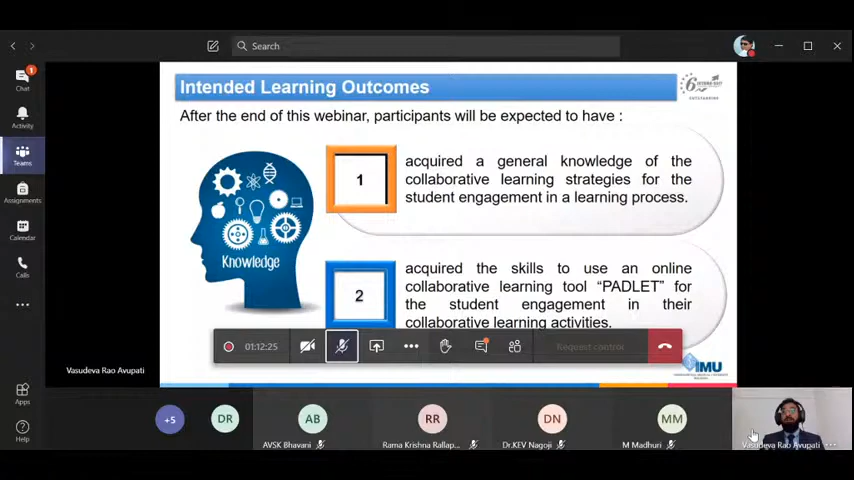 Search
1
Chat
Activity
Teams
Assignments
Calendar
Calls
Apps
Help
Intended Learning Outcomes
After the end of this webinar, participants will be expected to have :
Knowledge
1
acquired a general knowledge of the
collaborative learning strategies for the
student engagement in a learning process.
2
acquired the skills to use an online
collaborative learning tool “PADLET” for
the student engagement in their
collaborative learning activities.
01:12:25
Request control
IMU
Vasudeva Rao Avupati
+5
DR
AB
RR
DN
MM
AVSK Bhavani
Rama Krishna Rallap...
Dr.KEV Nagoji
M Madhuri
Vasudeva Rao Avupati